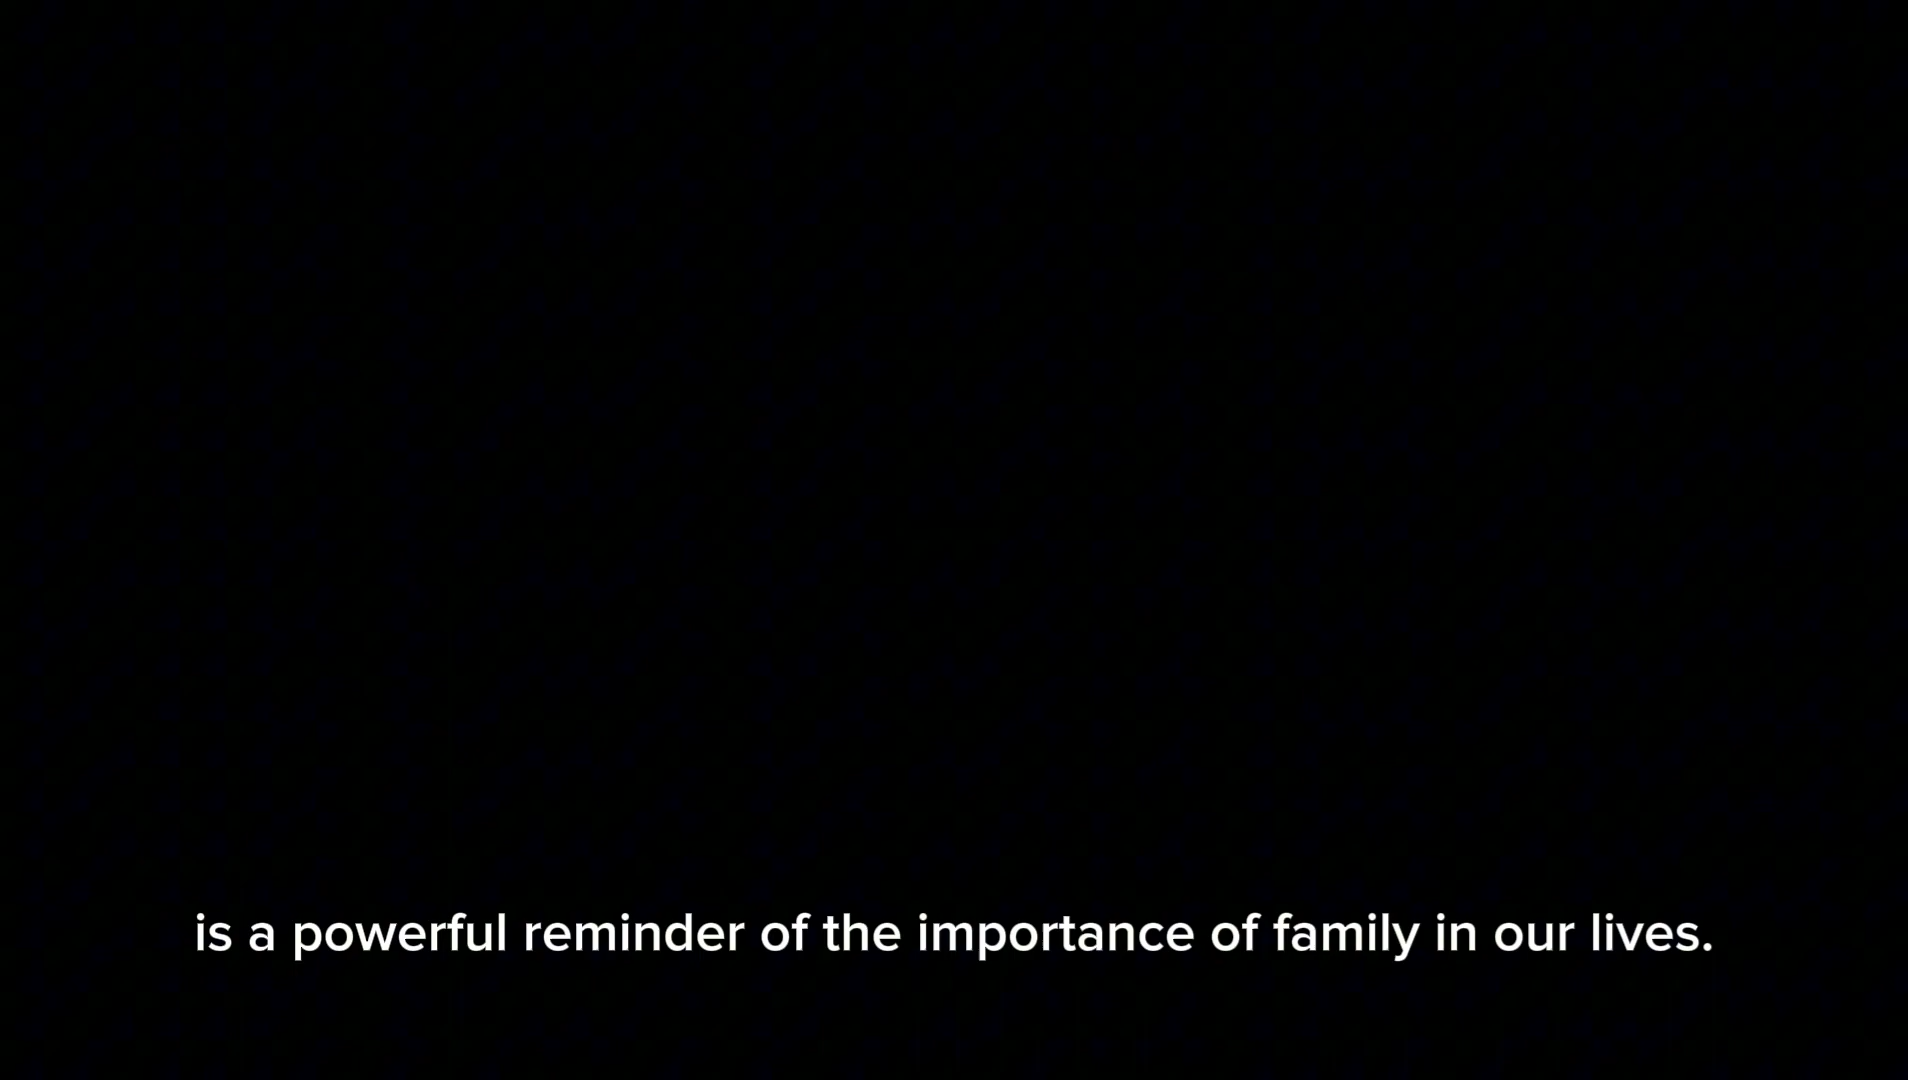 is a powerful reminder of the importance of family in our lives.